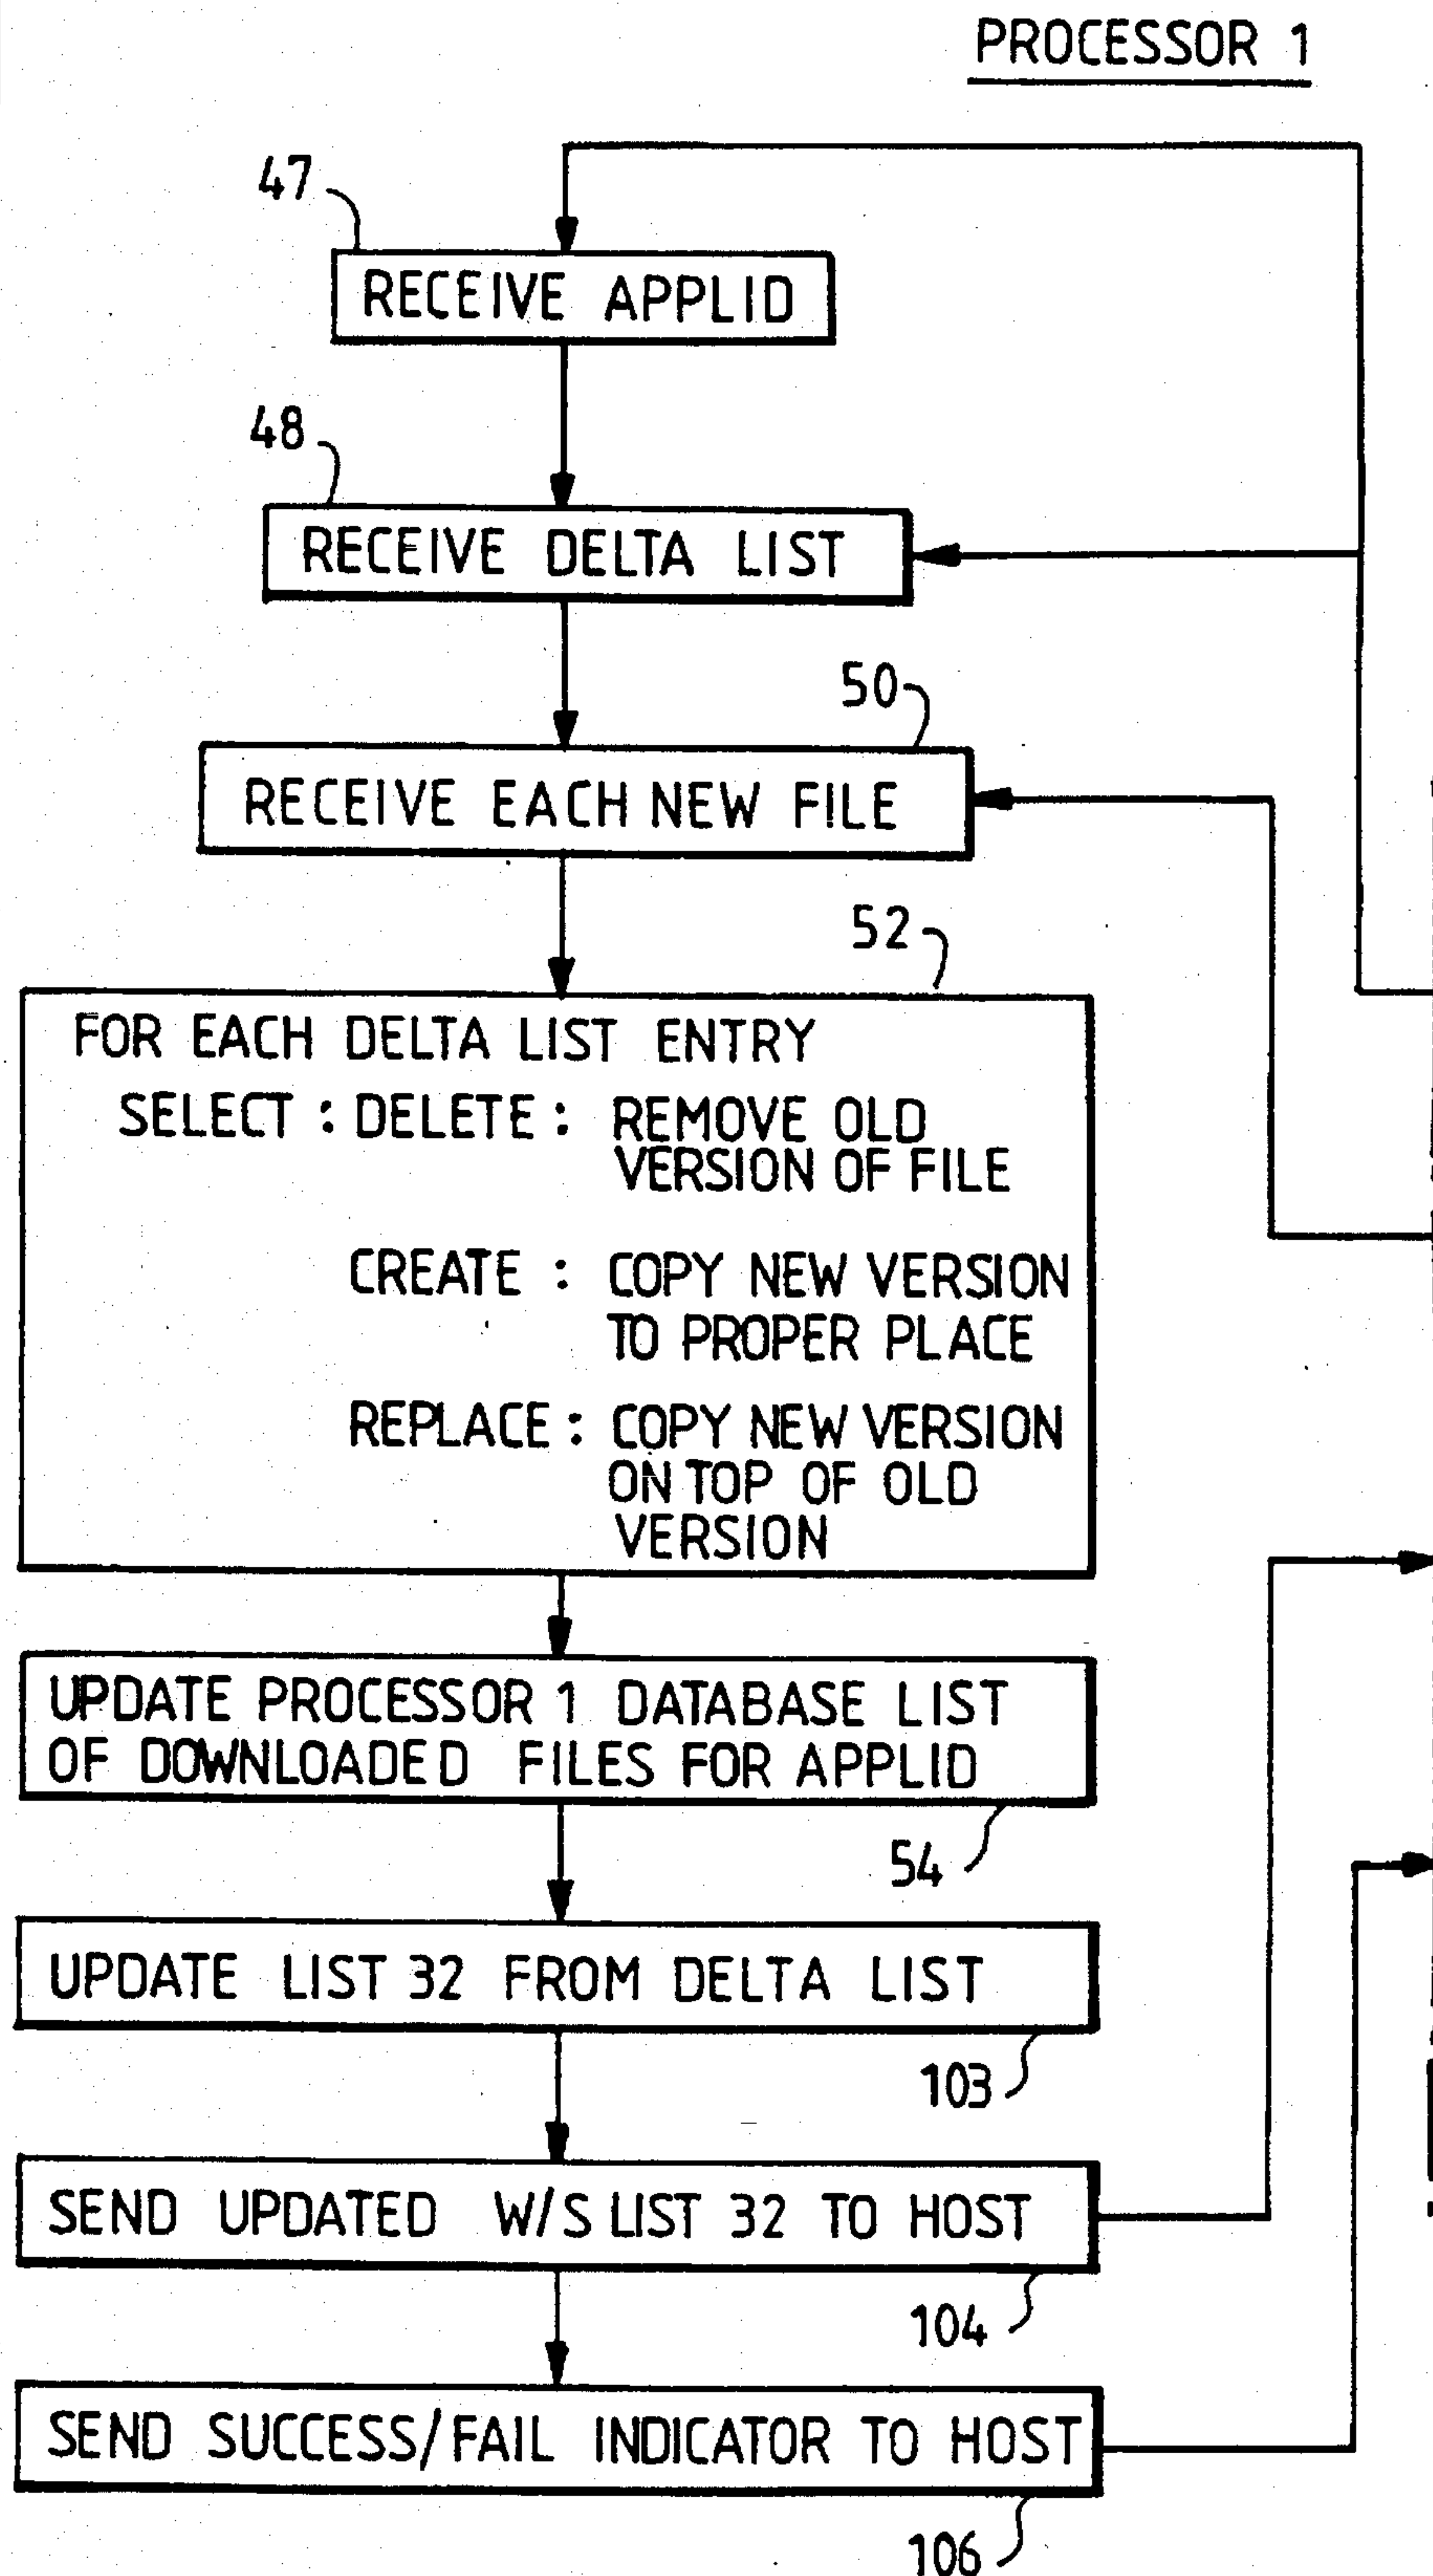 PROCESSOR 1
47
RECEIVE APPLID
48
RECEIVE DELTA LIST
50
RECEIVE EACH NEW FILE
52
FOR EACH DELTA LIST ENTRY
SELECT : DELETE : REMOVE OLD
VERSION OF FILE
CREATE : COPY NEW VERSION
TO PROPER PLACE
REPLACE : COPY NEW VERSION
ON TOP OF OLD
VERSION
UPDATE PROCESSOR 1 DATABASE LIST
OF DOWNLOADED FILES FOR APPLID
54
UPDATE LIST 32 FROM DELTA LIST
103
SEND UPDATED W/S LIST 32 TO HOST
104
SEND SUCCESS/FAIL INDICATOR TO HOST
106